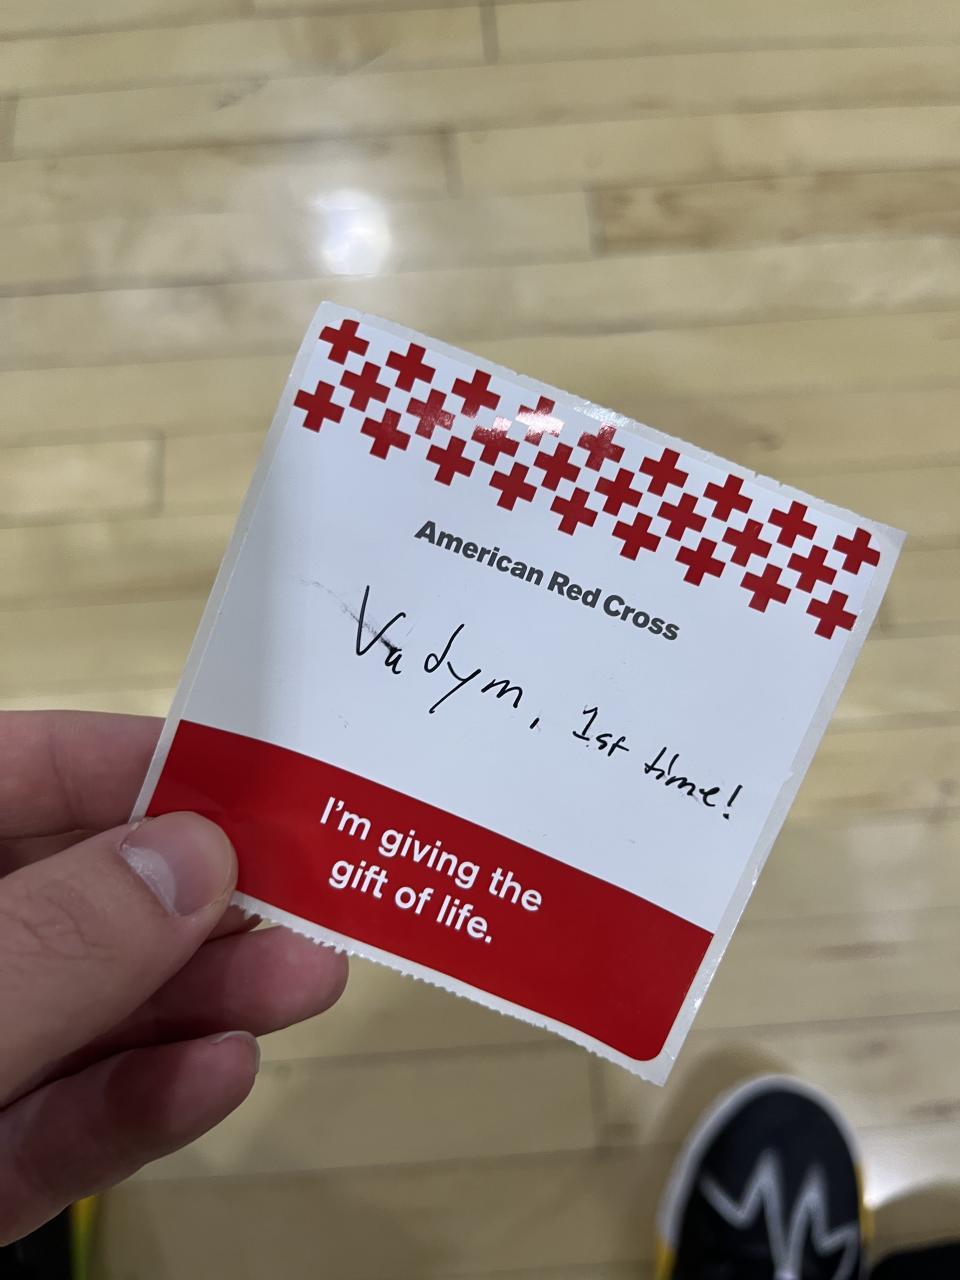 American Red Cross
Vadym, 1st time!
I'm giving the
gift of life.